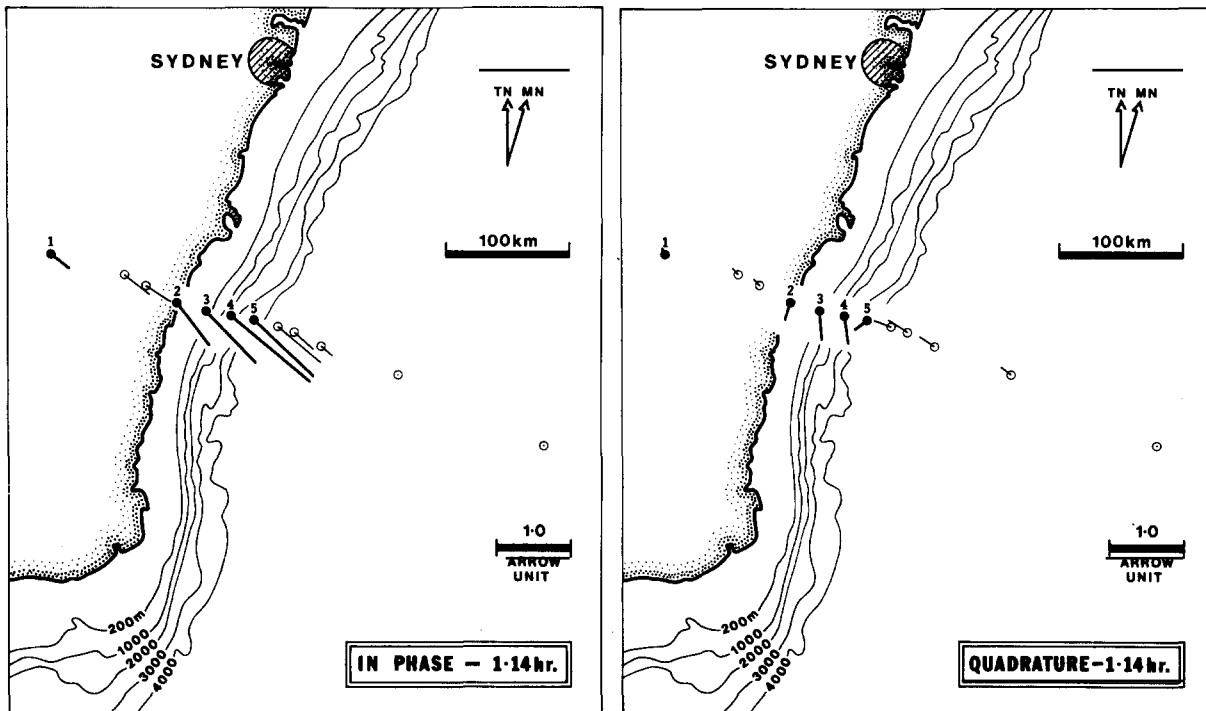 SYDNEY
TN MN
100km
1
2
3
4
5
1·0
ARROW
UNIT
200m
1000
2000
3000
4000
IN PHASE — 1·14hr.
SYDNEY
TN MN
100km
1
2
3
4
5
1·0
ARROW
UNIT
200m
1000
2000
3000
4000
QUADRATURE-1·14hr.